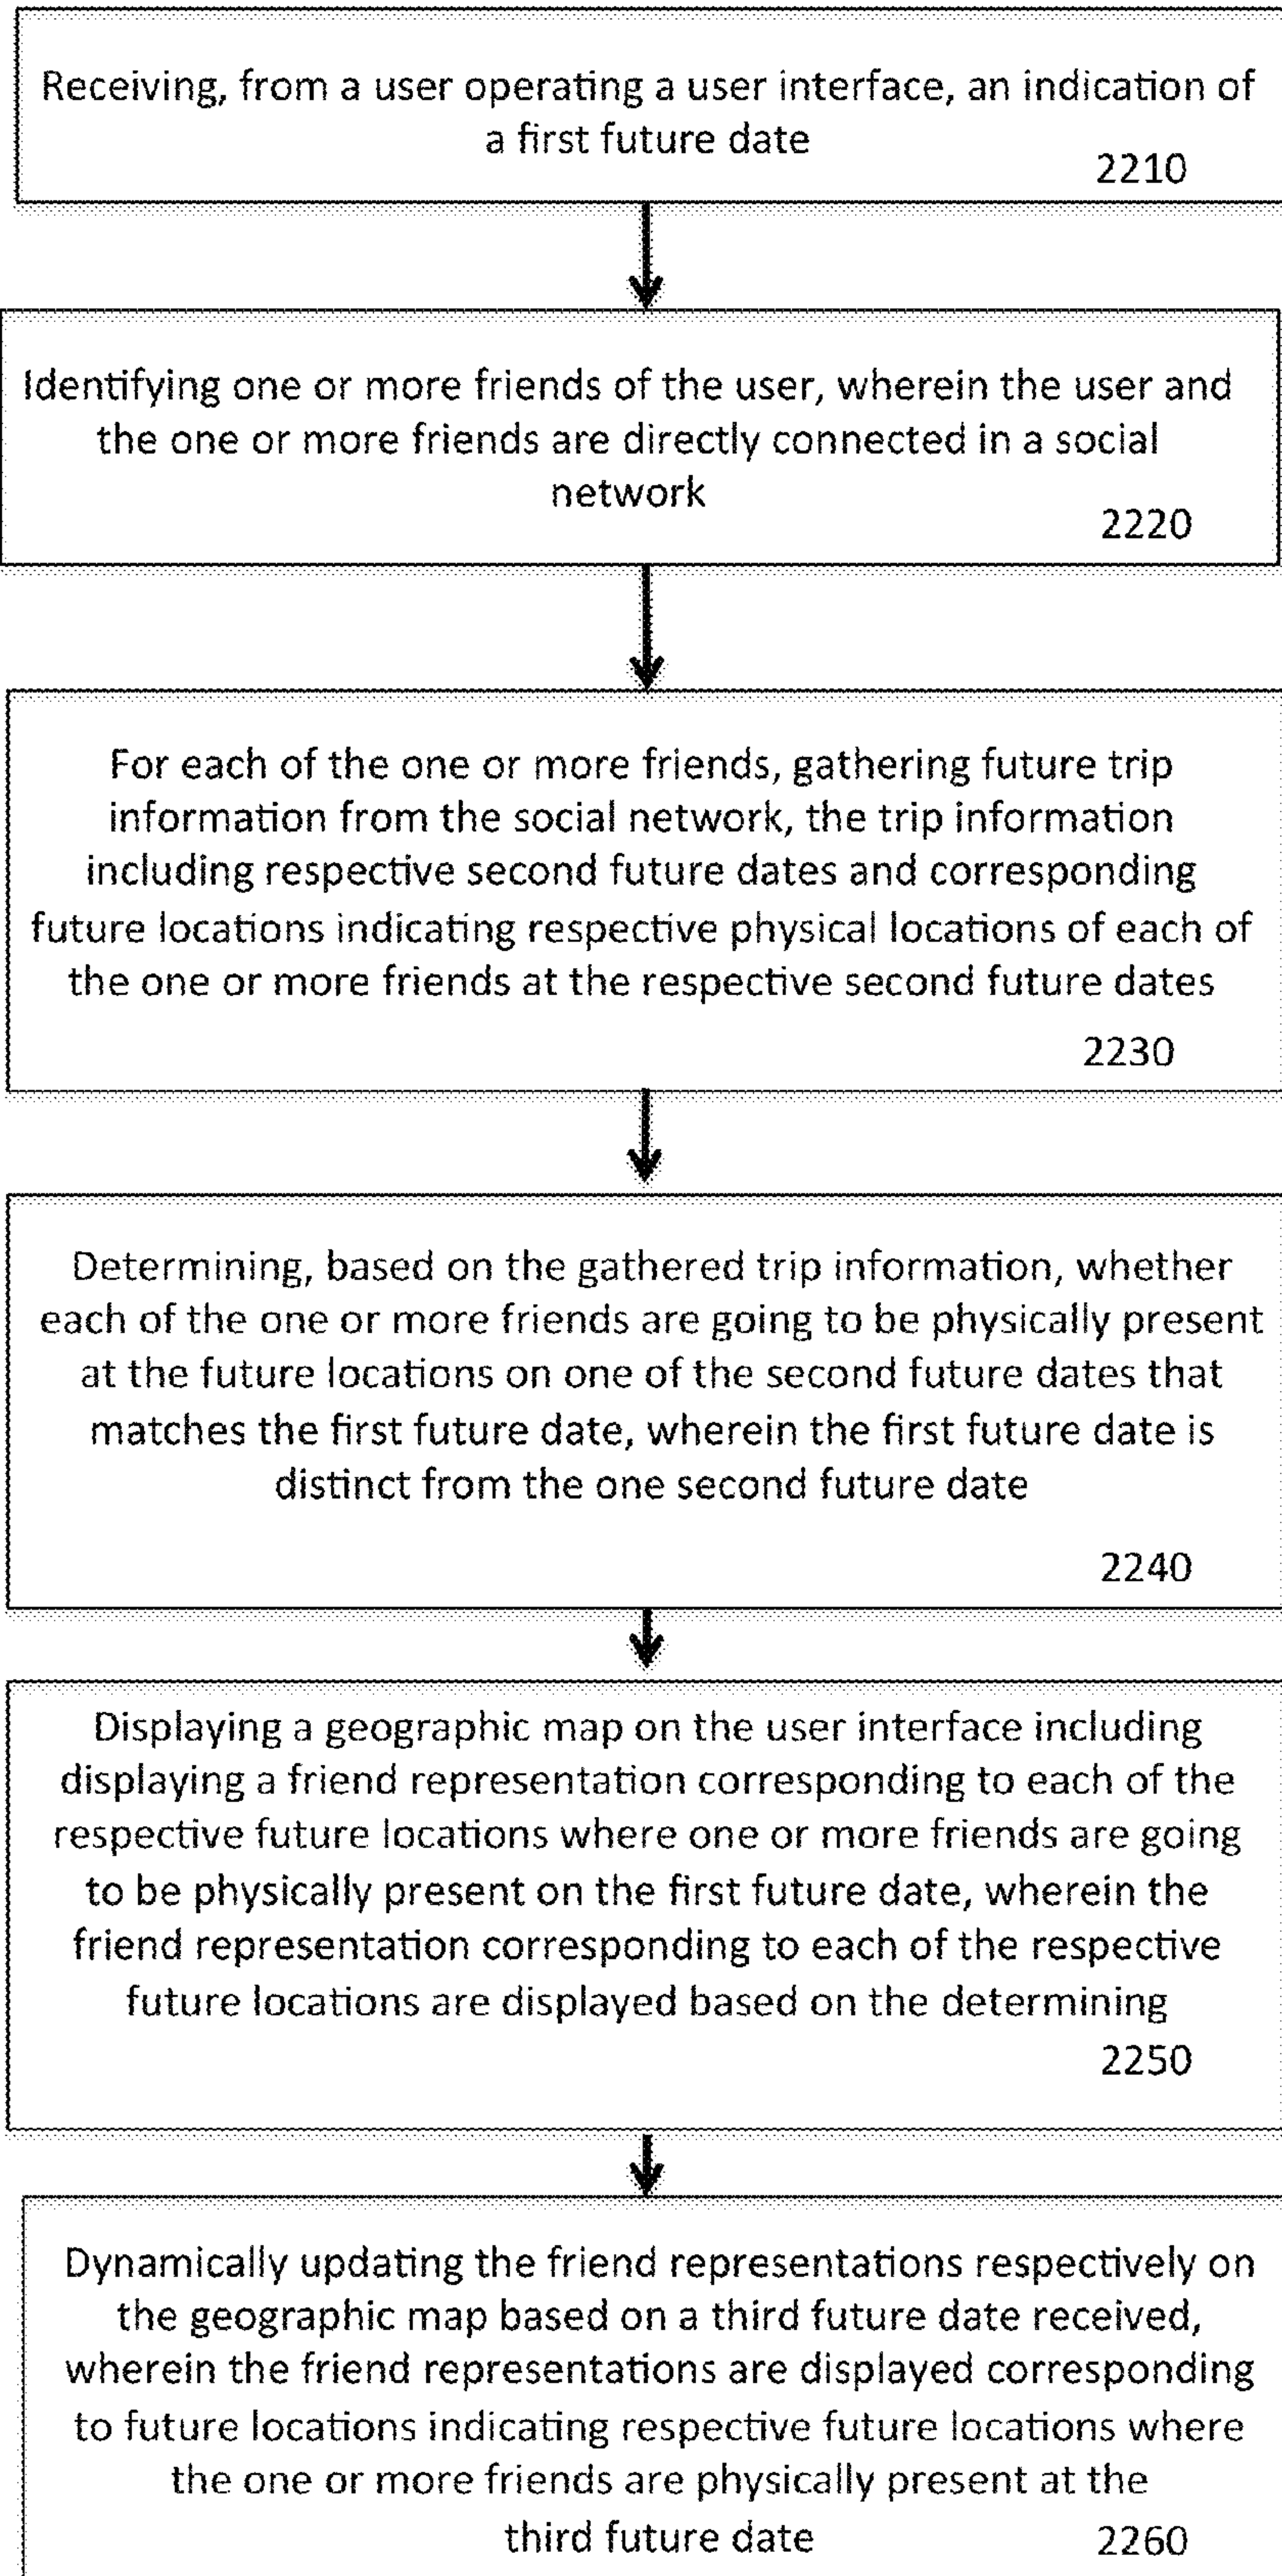 Receiving, from a user operating a user interface, an indication of
a first future date
2210
Identifying one or more friends of the user, wherein the user and
the one or more friends are directly connected in a social
network
2220
For each of the one or more friends, gathering future trip
information from the social network, the trip information
including respective second future dates and corresponding
future locations indicating respective physical locations of each of
the one or more friends at the respective second future dates
2230
Determining, based on the gathered trip information, whether
each of the one or more friends are going to be physically present
at the future locations on one of the second future dates that
matches the first future date, wherein the first future date is
distinct from the one second future date
2240
Displaying a geographic map on the user interface including
displaying a friend representation corresponding to each of the
respective future locations where one or more friends are going
to be physically present on the first future date, wherein the
friend representation corresponding to each of the respective
future locations are displayed based on the determining
2250
Dynamically updating the friend representations respectively on
the geographic map based on a third future date received,
wherein the friend representations are displayed corresponding
to future locations indicating respective future locations where
the one or more friends are physically present at the
third future date 2260